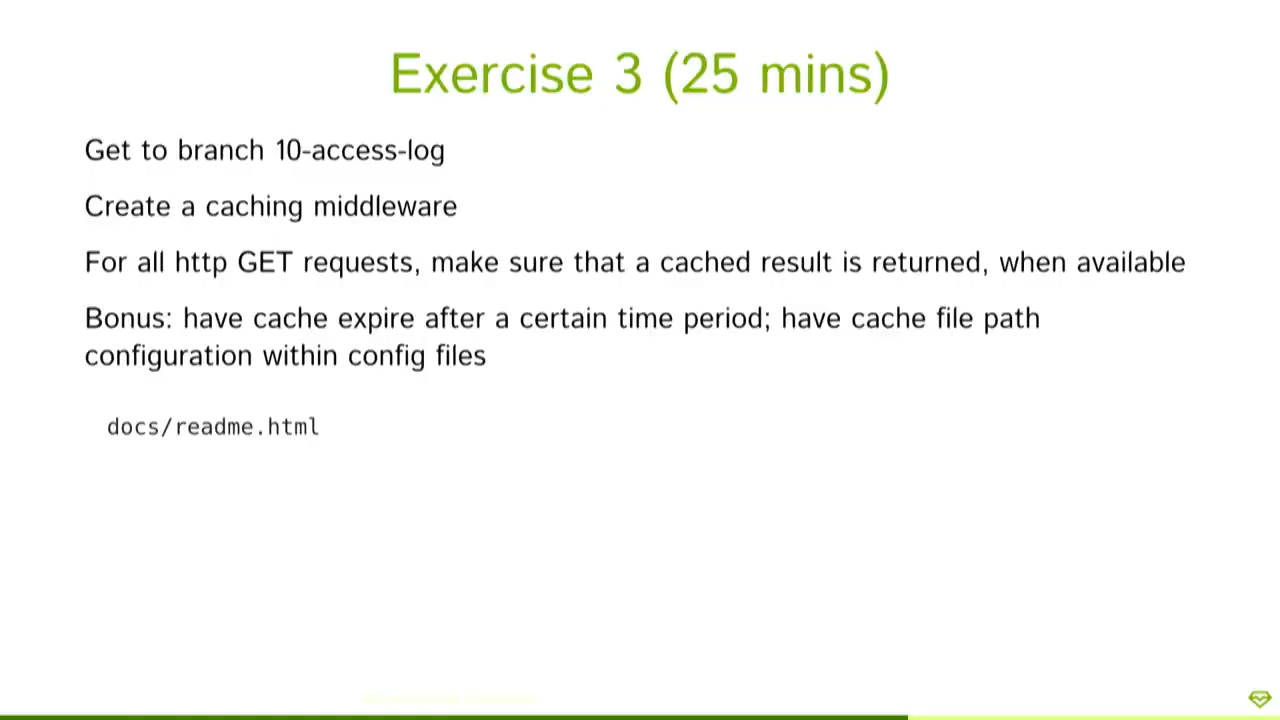 Exercise 3 (25 mins)
Get to branch 10-access-log
Create a caching middleware
For all http GET requests, make sure that a cached result is returned, when available
Bonus: have cache expire after a certain time period; have cache file path
configuration within config files
docs/readme.html